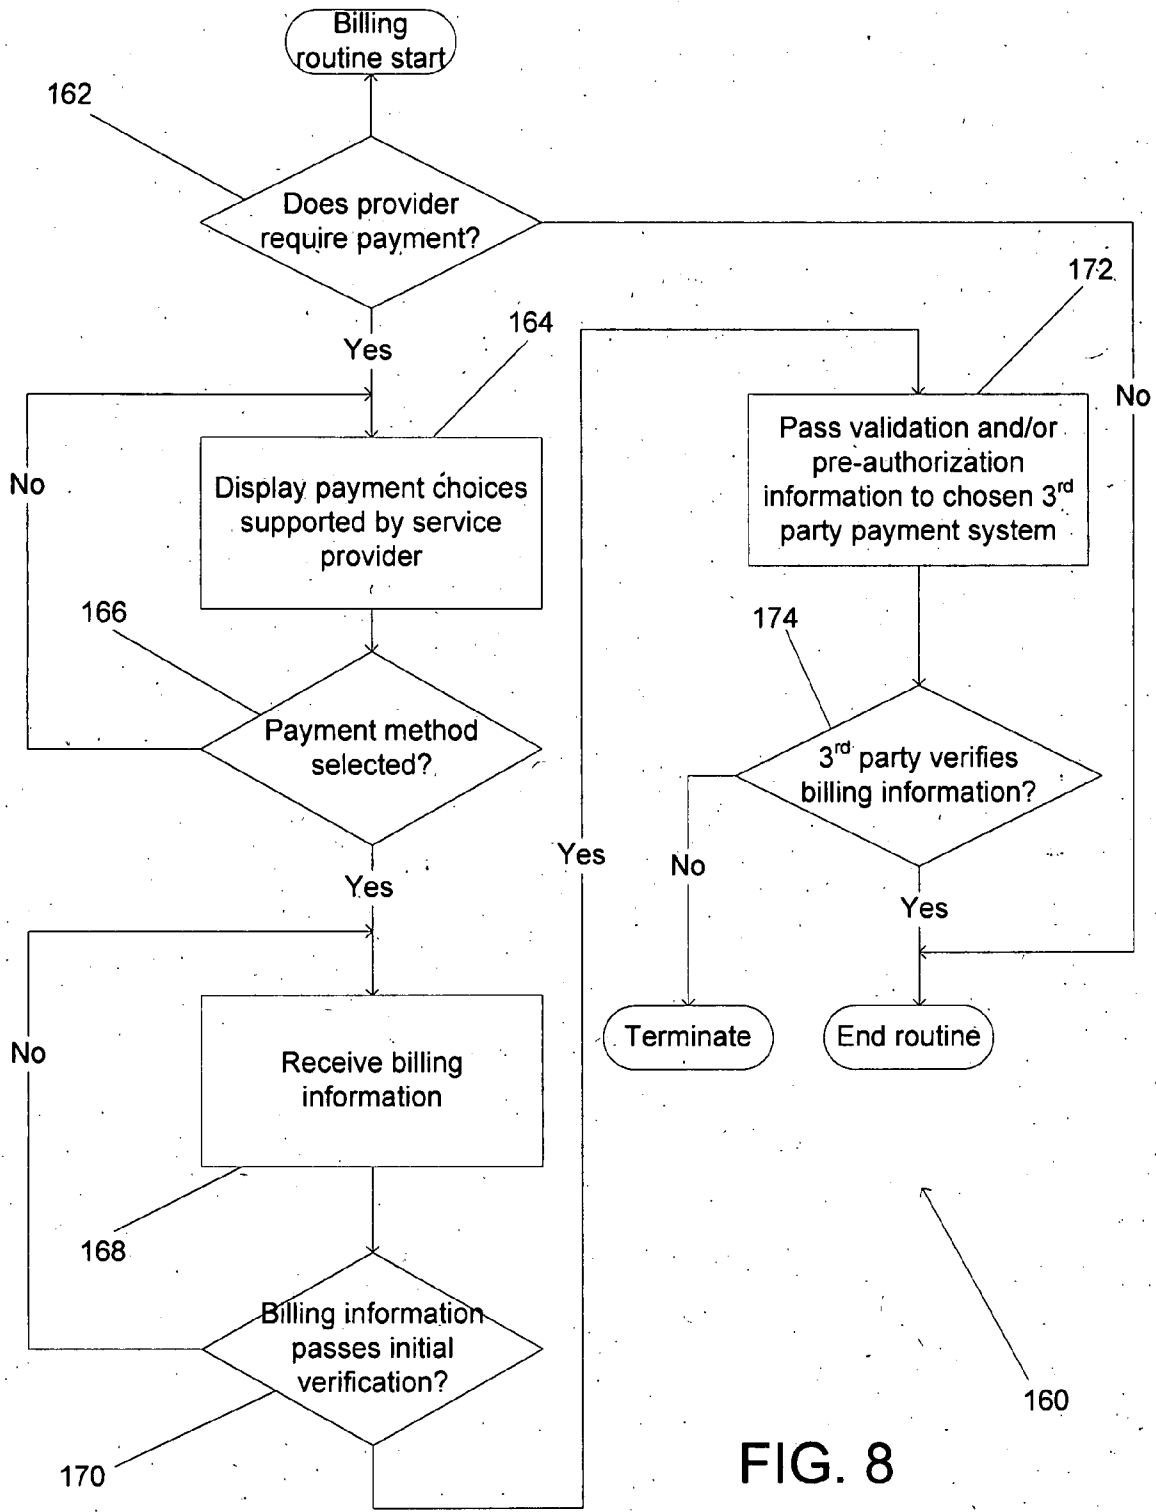 Billing
routine start
162
Does provider
require payment?
172
164
Yes
No
Pass validation and/or
pre-authorization
information to chosen 3rd
party payment system
No
Display payment choices
supported by service
provider
166
174
Payment method
selected?
3rd party verifies
billing information?
Yes
No
Yes
Yes
No
Terminate
End routine
Receive billing
information
168
Billing information
passes initial
verification?
160
170
FIG. 8